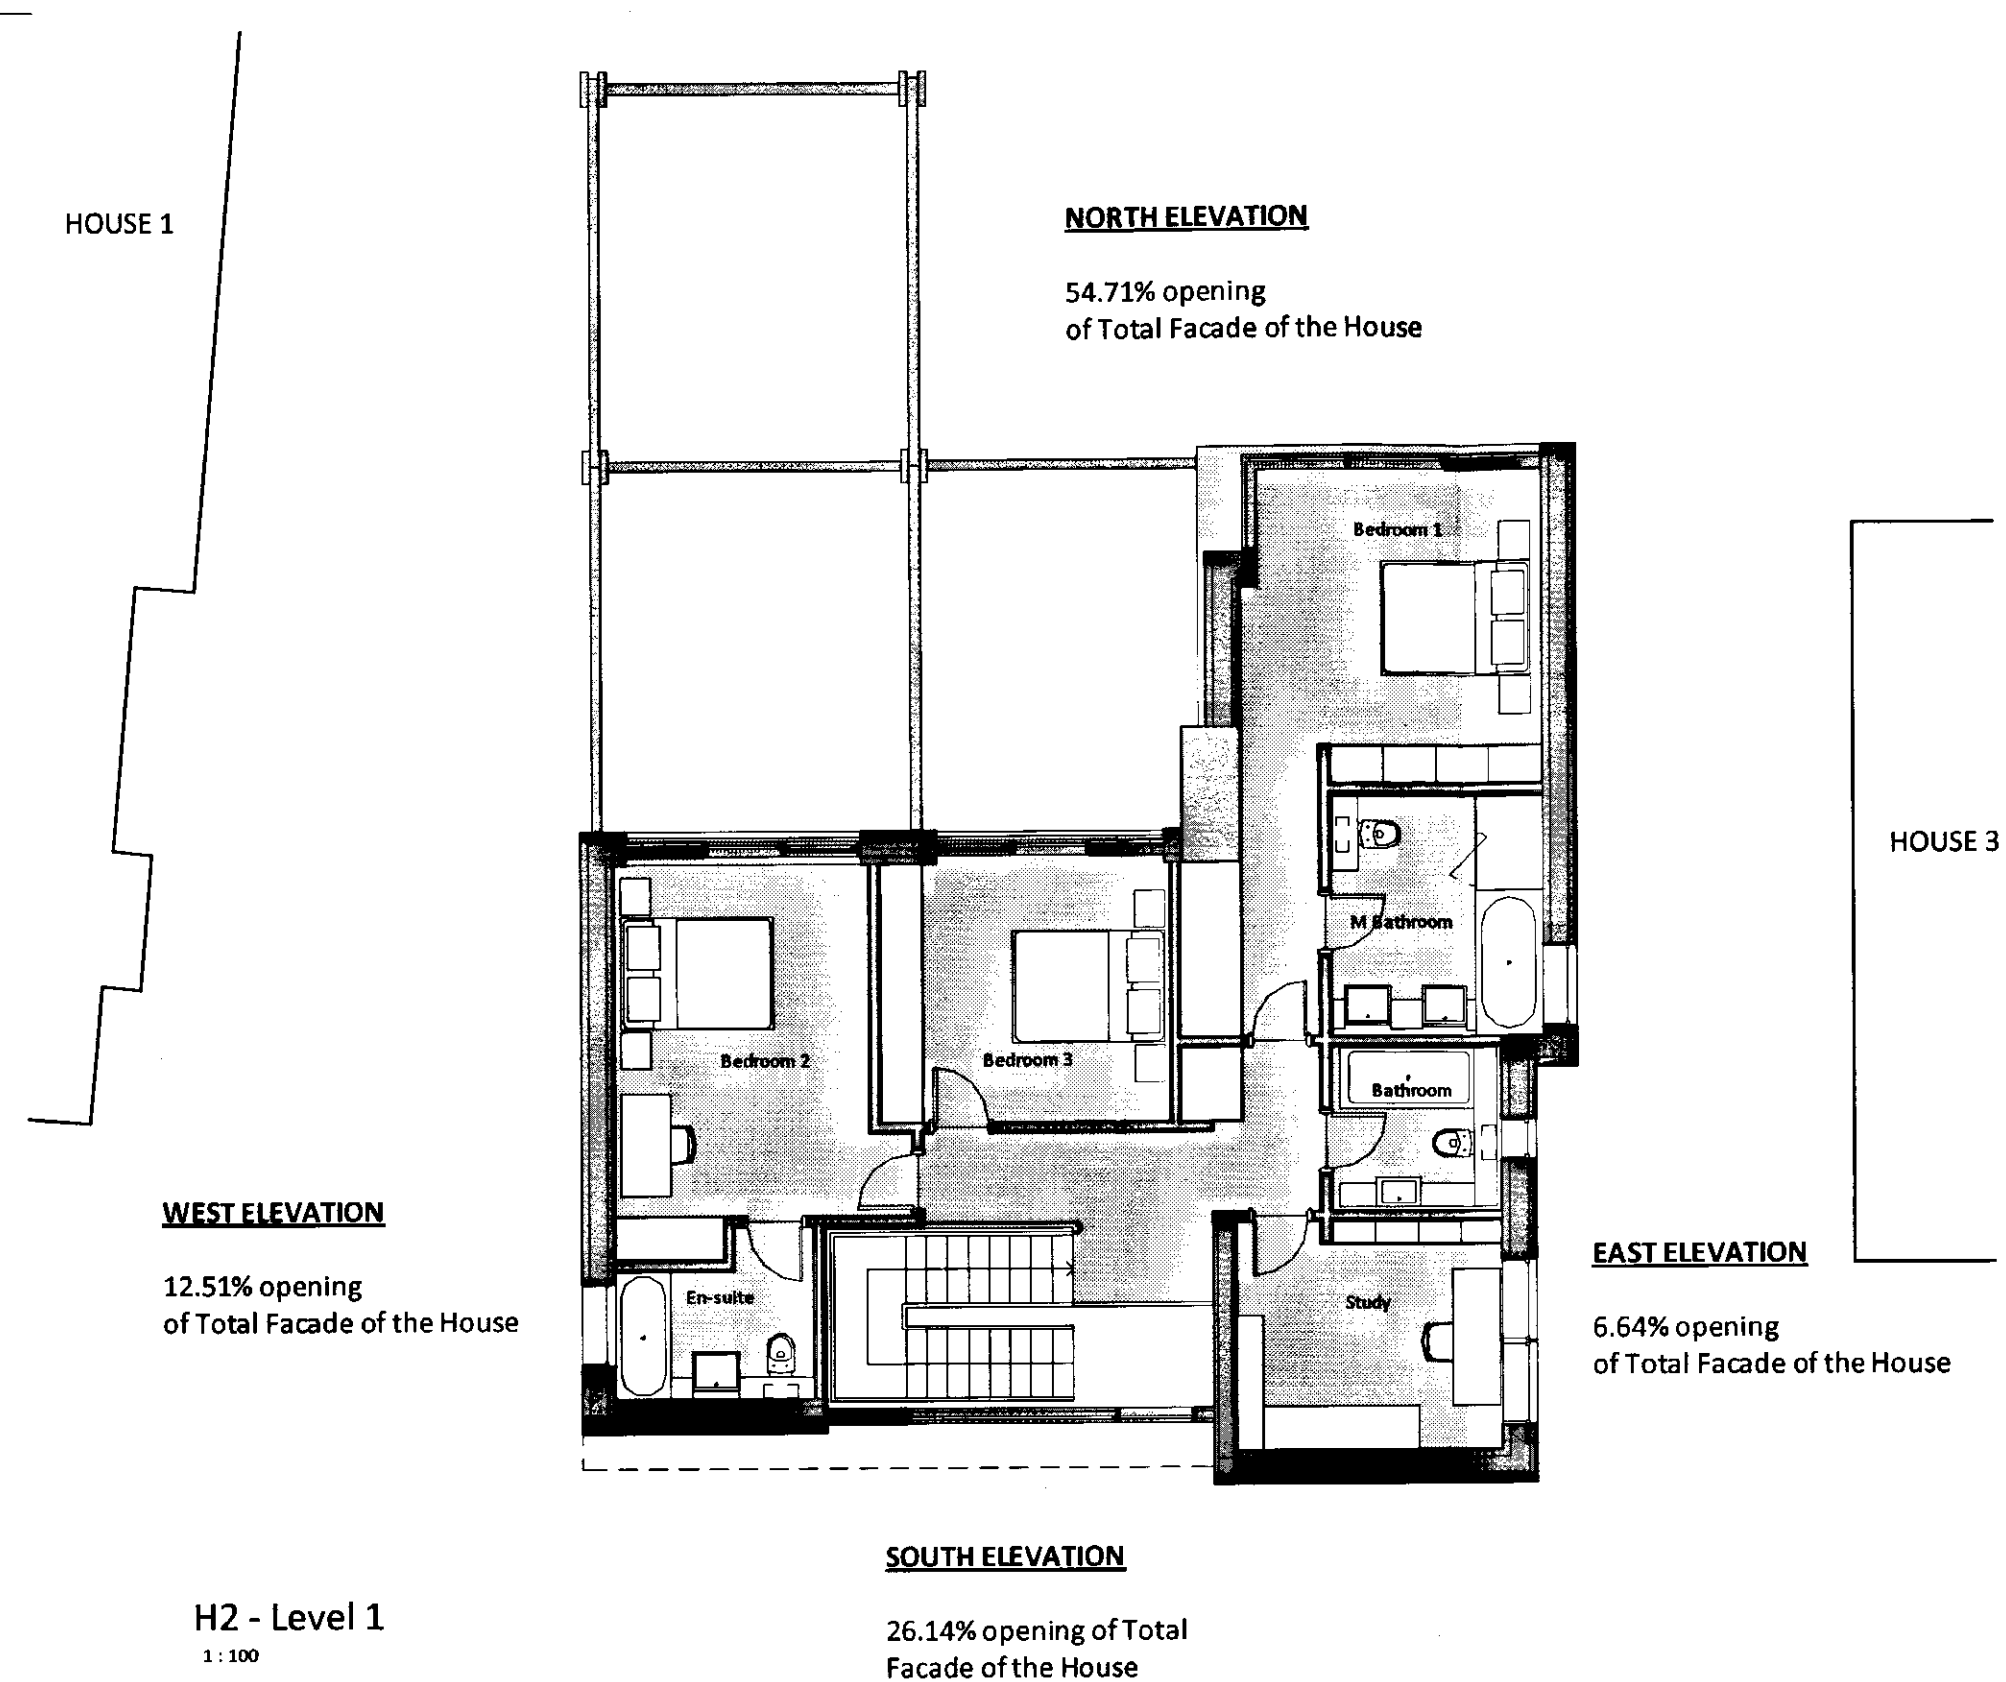 HOUSE 1
NORTH ELEVATION
54.71% opening
of Total Facade of the House
Bedroom 1
HOUSE 3
M Bathroom
Bedroom 2
Bedroom 3
Bathroom
WEST ELEVATION
12.51% opening
of Total Facade of the House
En-suite
Study
EAST ELEVATION
6.64% opening
of Total Facade of the House
SOUTH ELEVATION
26.14% opening of Total
Facade of the House
H2 - Level 1
1 : 100